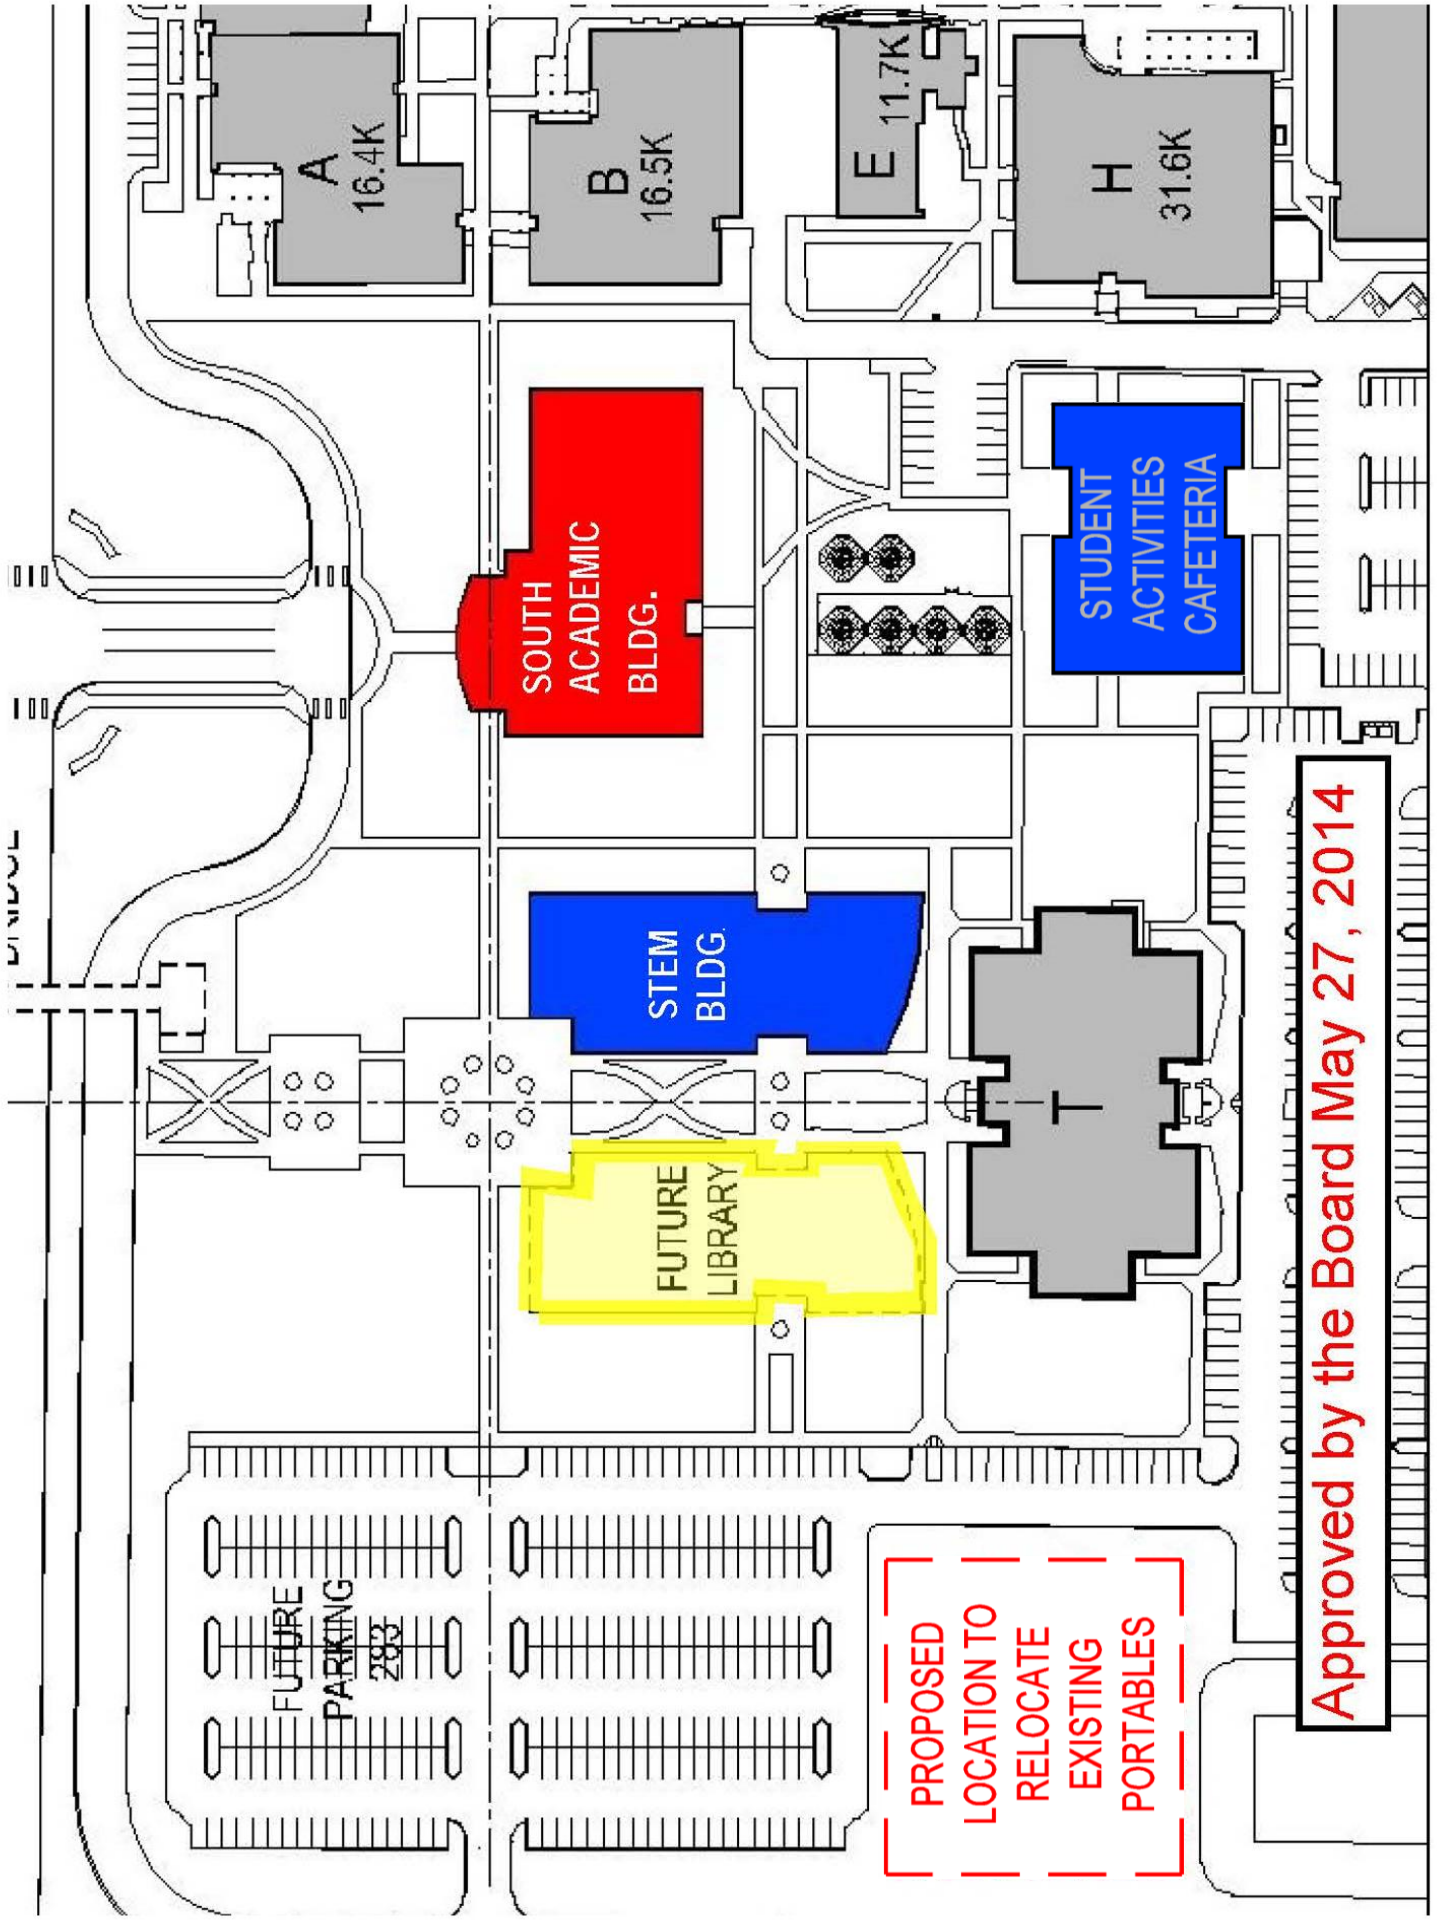 A
16.4K
B
16.5K
E
11.7K
H
31.6K
SOUTH
ACADEMIC
BLDG.
STUDENT
ACTIVITIES
CAFETERIA
STEM
BLDG.
T
FUTURE
LIBRARY
FUTURE
PARKING
283
PROPOSED
LOCATION TO
RELOCATE
EXISTING
PORTABLES
Approved by the Board May 27, 2014